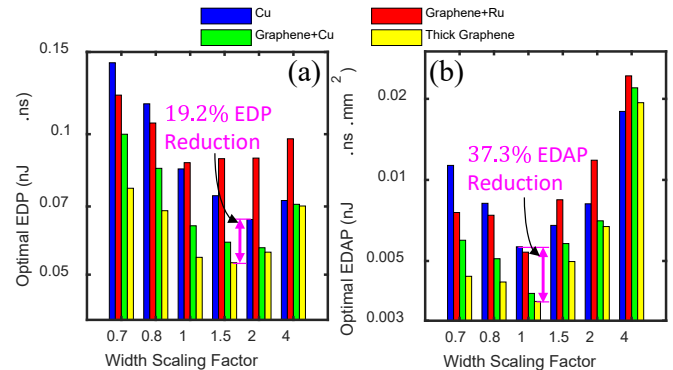 Cu
Graphene+Ru
Graphene+Cu
Thick Graphene
Optimal EDP (nJ .ns)
0.15
0.1
0.07
0.05
(a)
19.2% EDP
Reduction
0.7 0.8 1 1.5 2 4
Width Scaling Factor
Optimal EDAP (nJ .ns .mm2)
0.02
0.01
0.005
0.003
(b)
37.3% EDAP
Reduction
0.7 0.8 1 1.5 2 4
Width Scaling Factor